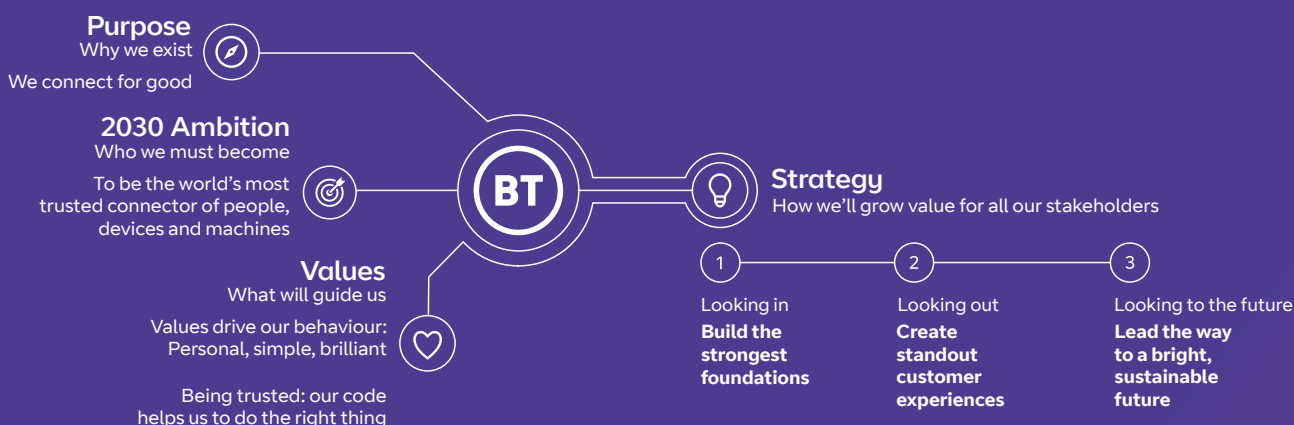 Purpose
Why we exist
We connect for good
2030 Ambition
Who we must become
To be the world's most
trusted connector of people,
devices and machines
Values
What will guide us
Values drive our behaviour:
Personal, simple, brilliant
Being trusted: our code
helps us to do the right thing
BT
Strategy
How we'll grow value for all our stakeholders
1
Looking in
Build the
strongest
foundations
2
Looking out
Create
standout
customer
experiences
3
Looking to the future
Lead the way
to a bright,
sustainable
future